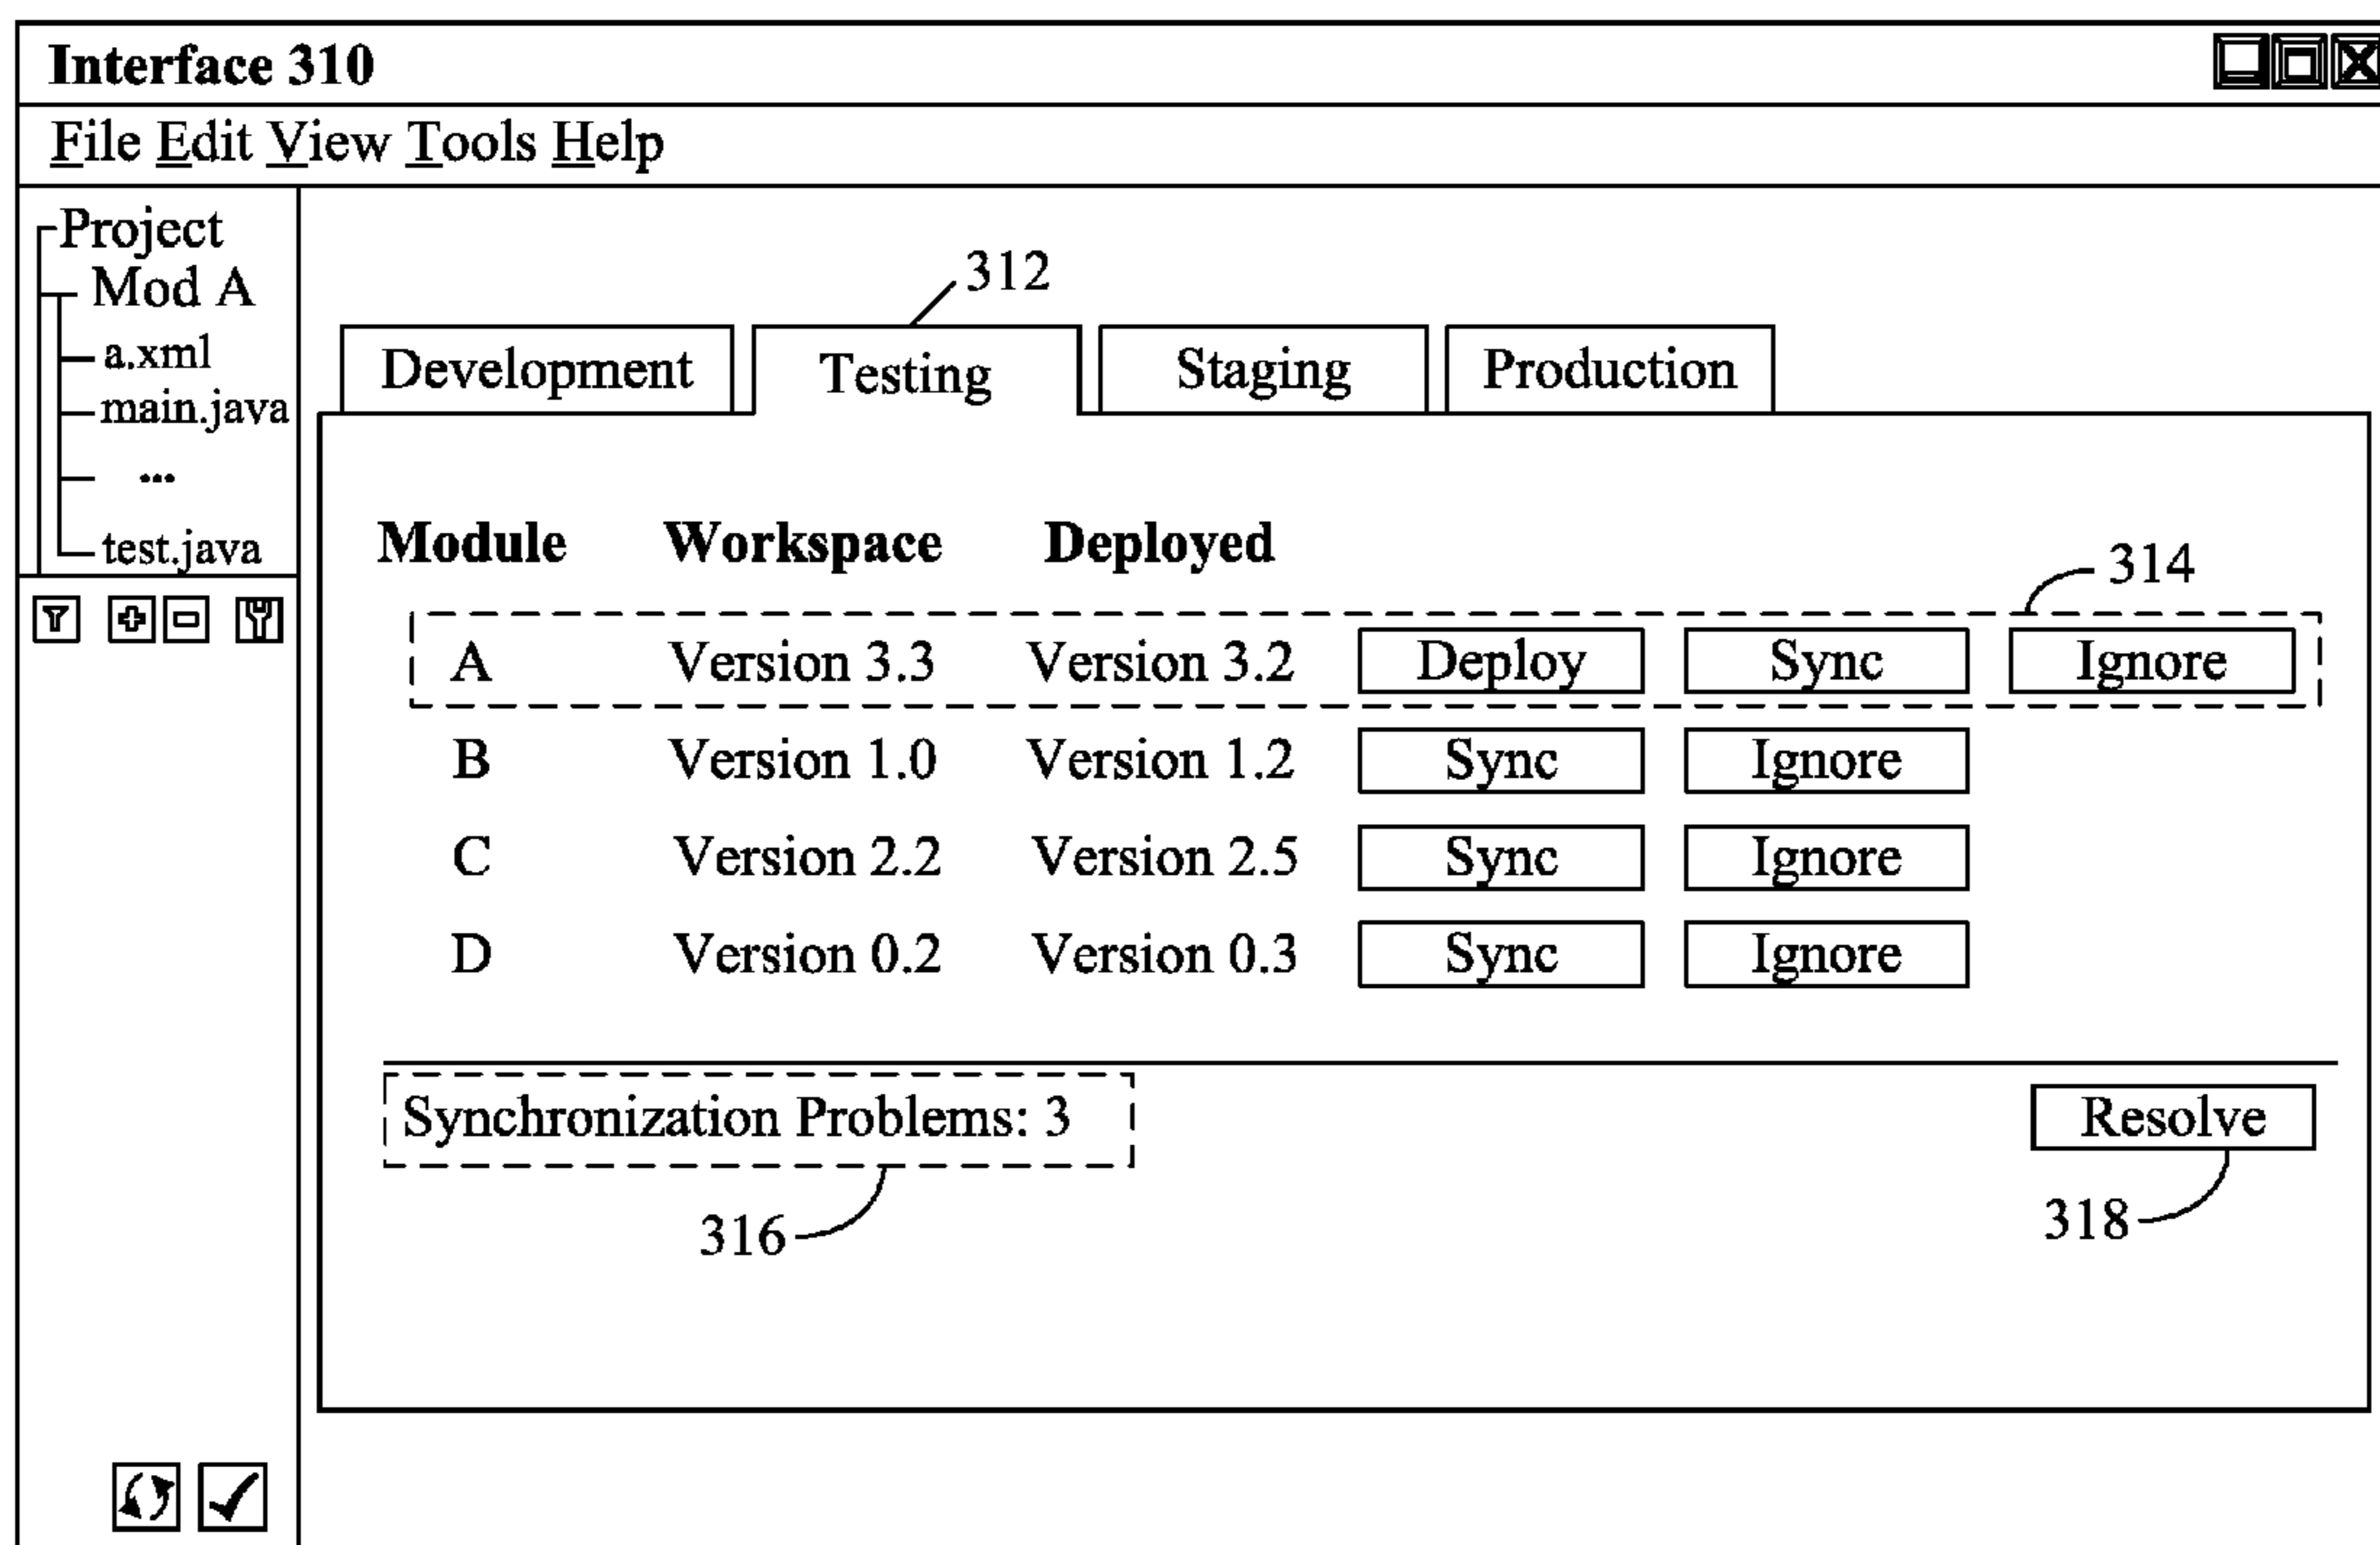 Interface 310
File Edit View Tools Help
Project
Mod A
a.xml
main.java
...
test.java
312
Development Testing Staging Production
Module Workspace Deployed
314
A Version 3.3 Version 3.2 Deploy Sync Ignore
B Version 1.0 Version 1.2 Sync Ignore
C Version 2.2 Version 2.5 Sync Ignore
D Version 0.2 Version 0.3 Sync Ignore
Synchronization Problems: 3 Resolve
316 318